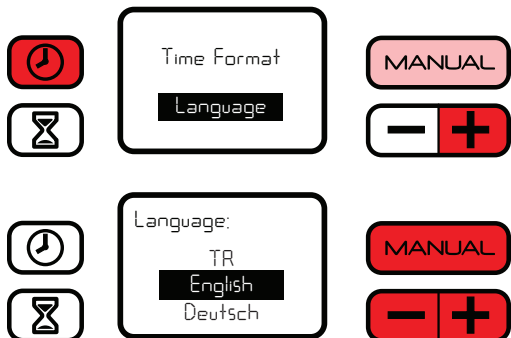 Time Format
MANUAL
Language
− +
Language:
TR
MANUAL
English
Deutsch
− +